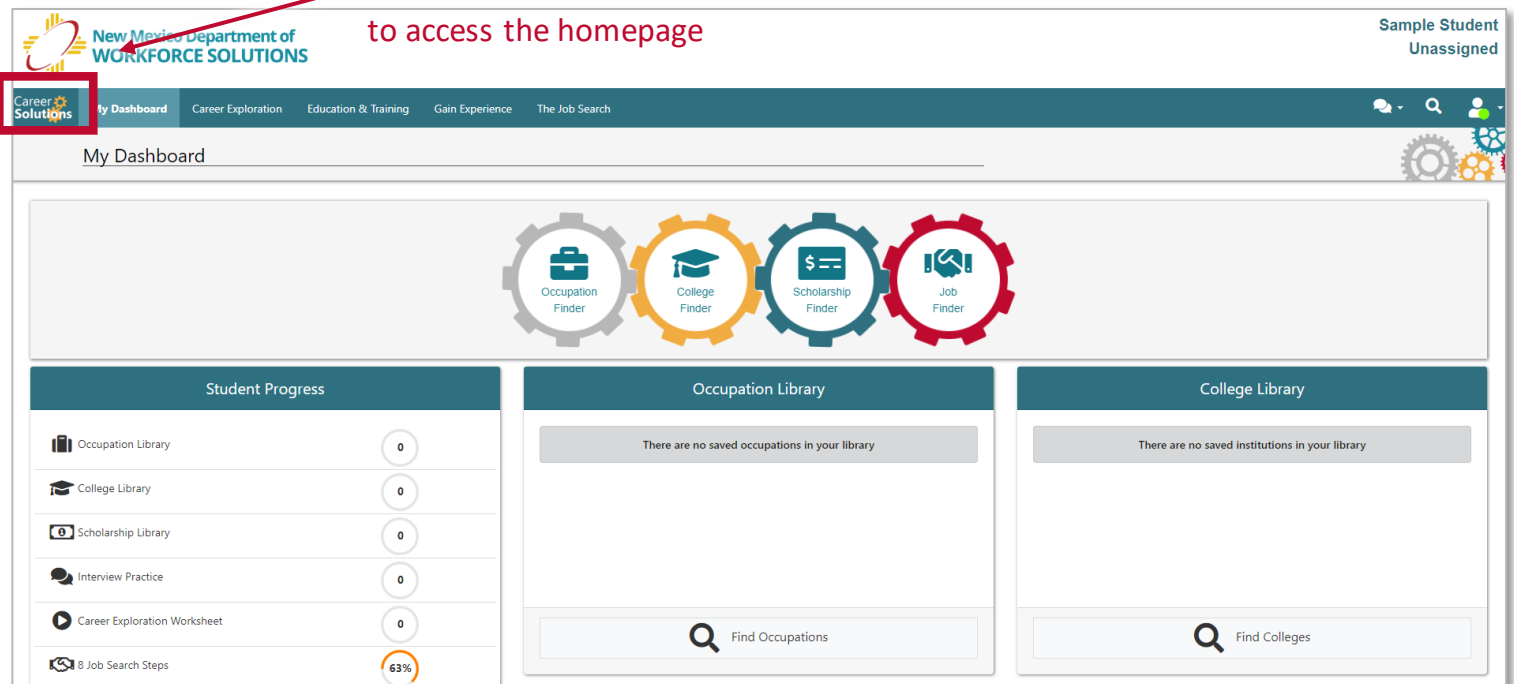 to access the homepage
New Mexico Department of
WORKFORCE SOLUTIONS
Sample Student
Unassigned
Career
Solutions
My Dashboard
Career Exploration
Education & Training
Gain Experience
The Job Search
My Dashboard
Occupation
Finder
College
Finder
Scholarship
Finder
Job
Finder
Student Progress
Occupation Library 0
College Library 0
Scholarship Library 0
Interview Practice 0
Career Exploration Worksheet 0
8 Job Search Steps 63%
Occupation Library
There are no saved occupations in your library
Find Occupations
College Library
There are no saved institutions in your library
Find Colleges